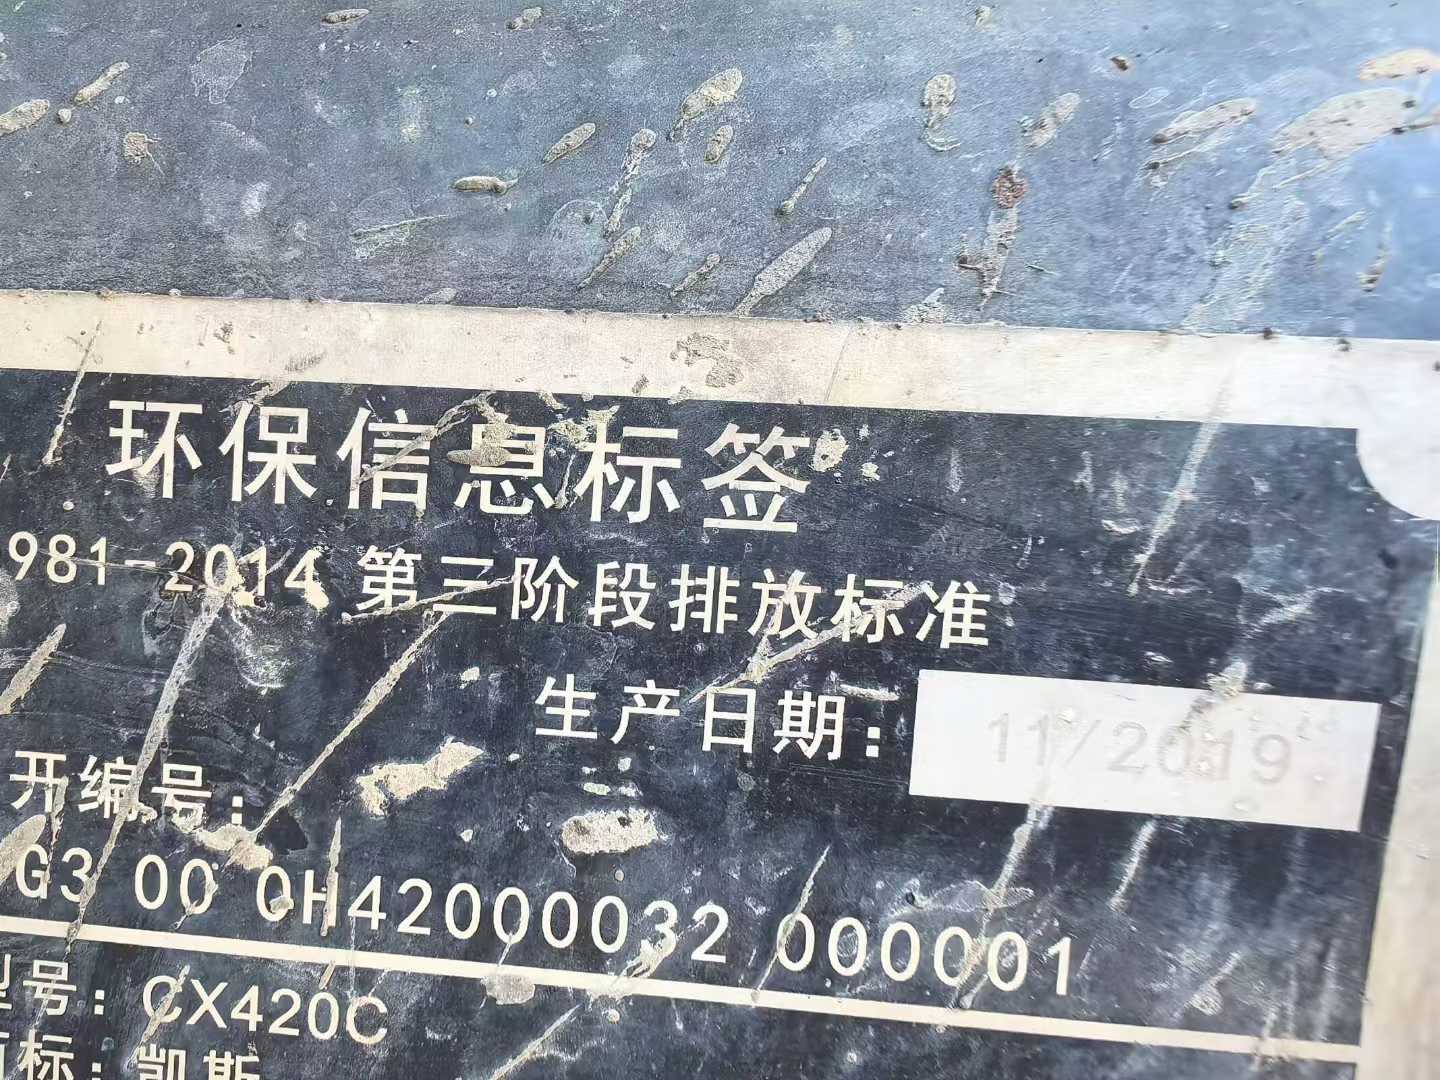 环保信息标签
981-2014 第三阶段排放标准
生产日期: 11/2019
开编号:
G3 00 0H42000032 000001
型号: CX420C
商标: 凯斯